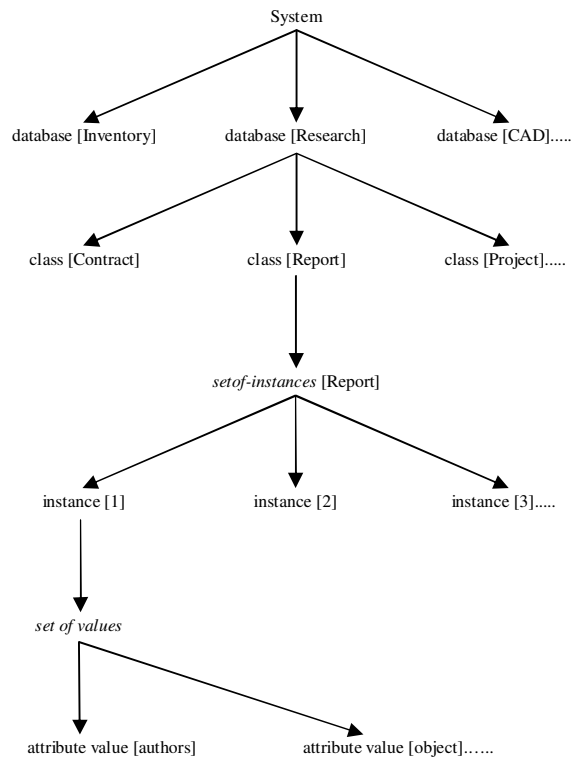 System
database [Inventory] database [Research] database [CAD].....
class [Contract] class [Report] class [Project].....
setof-instances [Report]
instance [1] instance [2] instance [3].....
set of values
attribute value [authors] attribute value [object]......